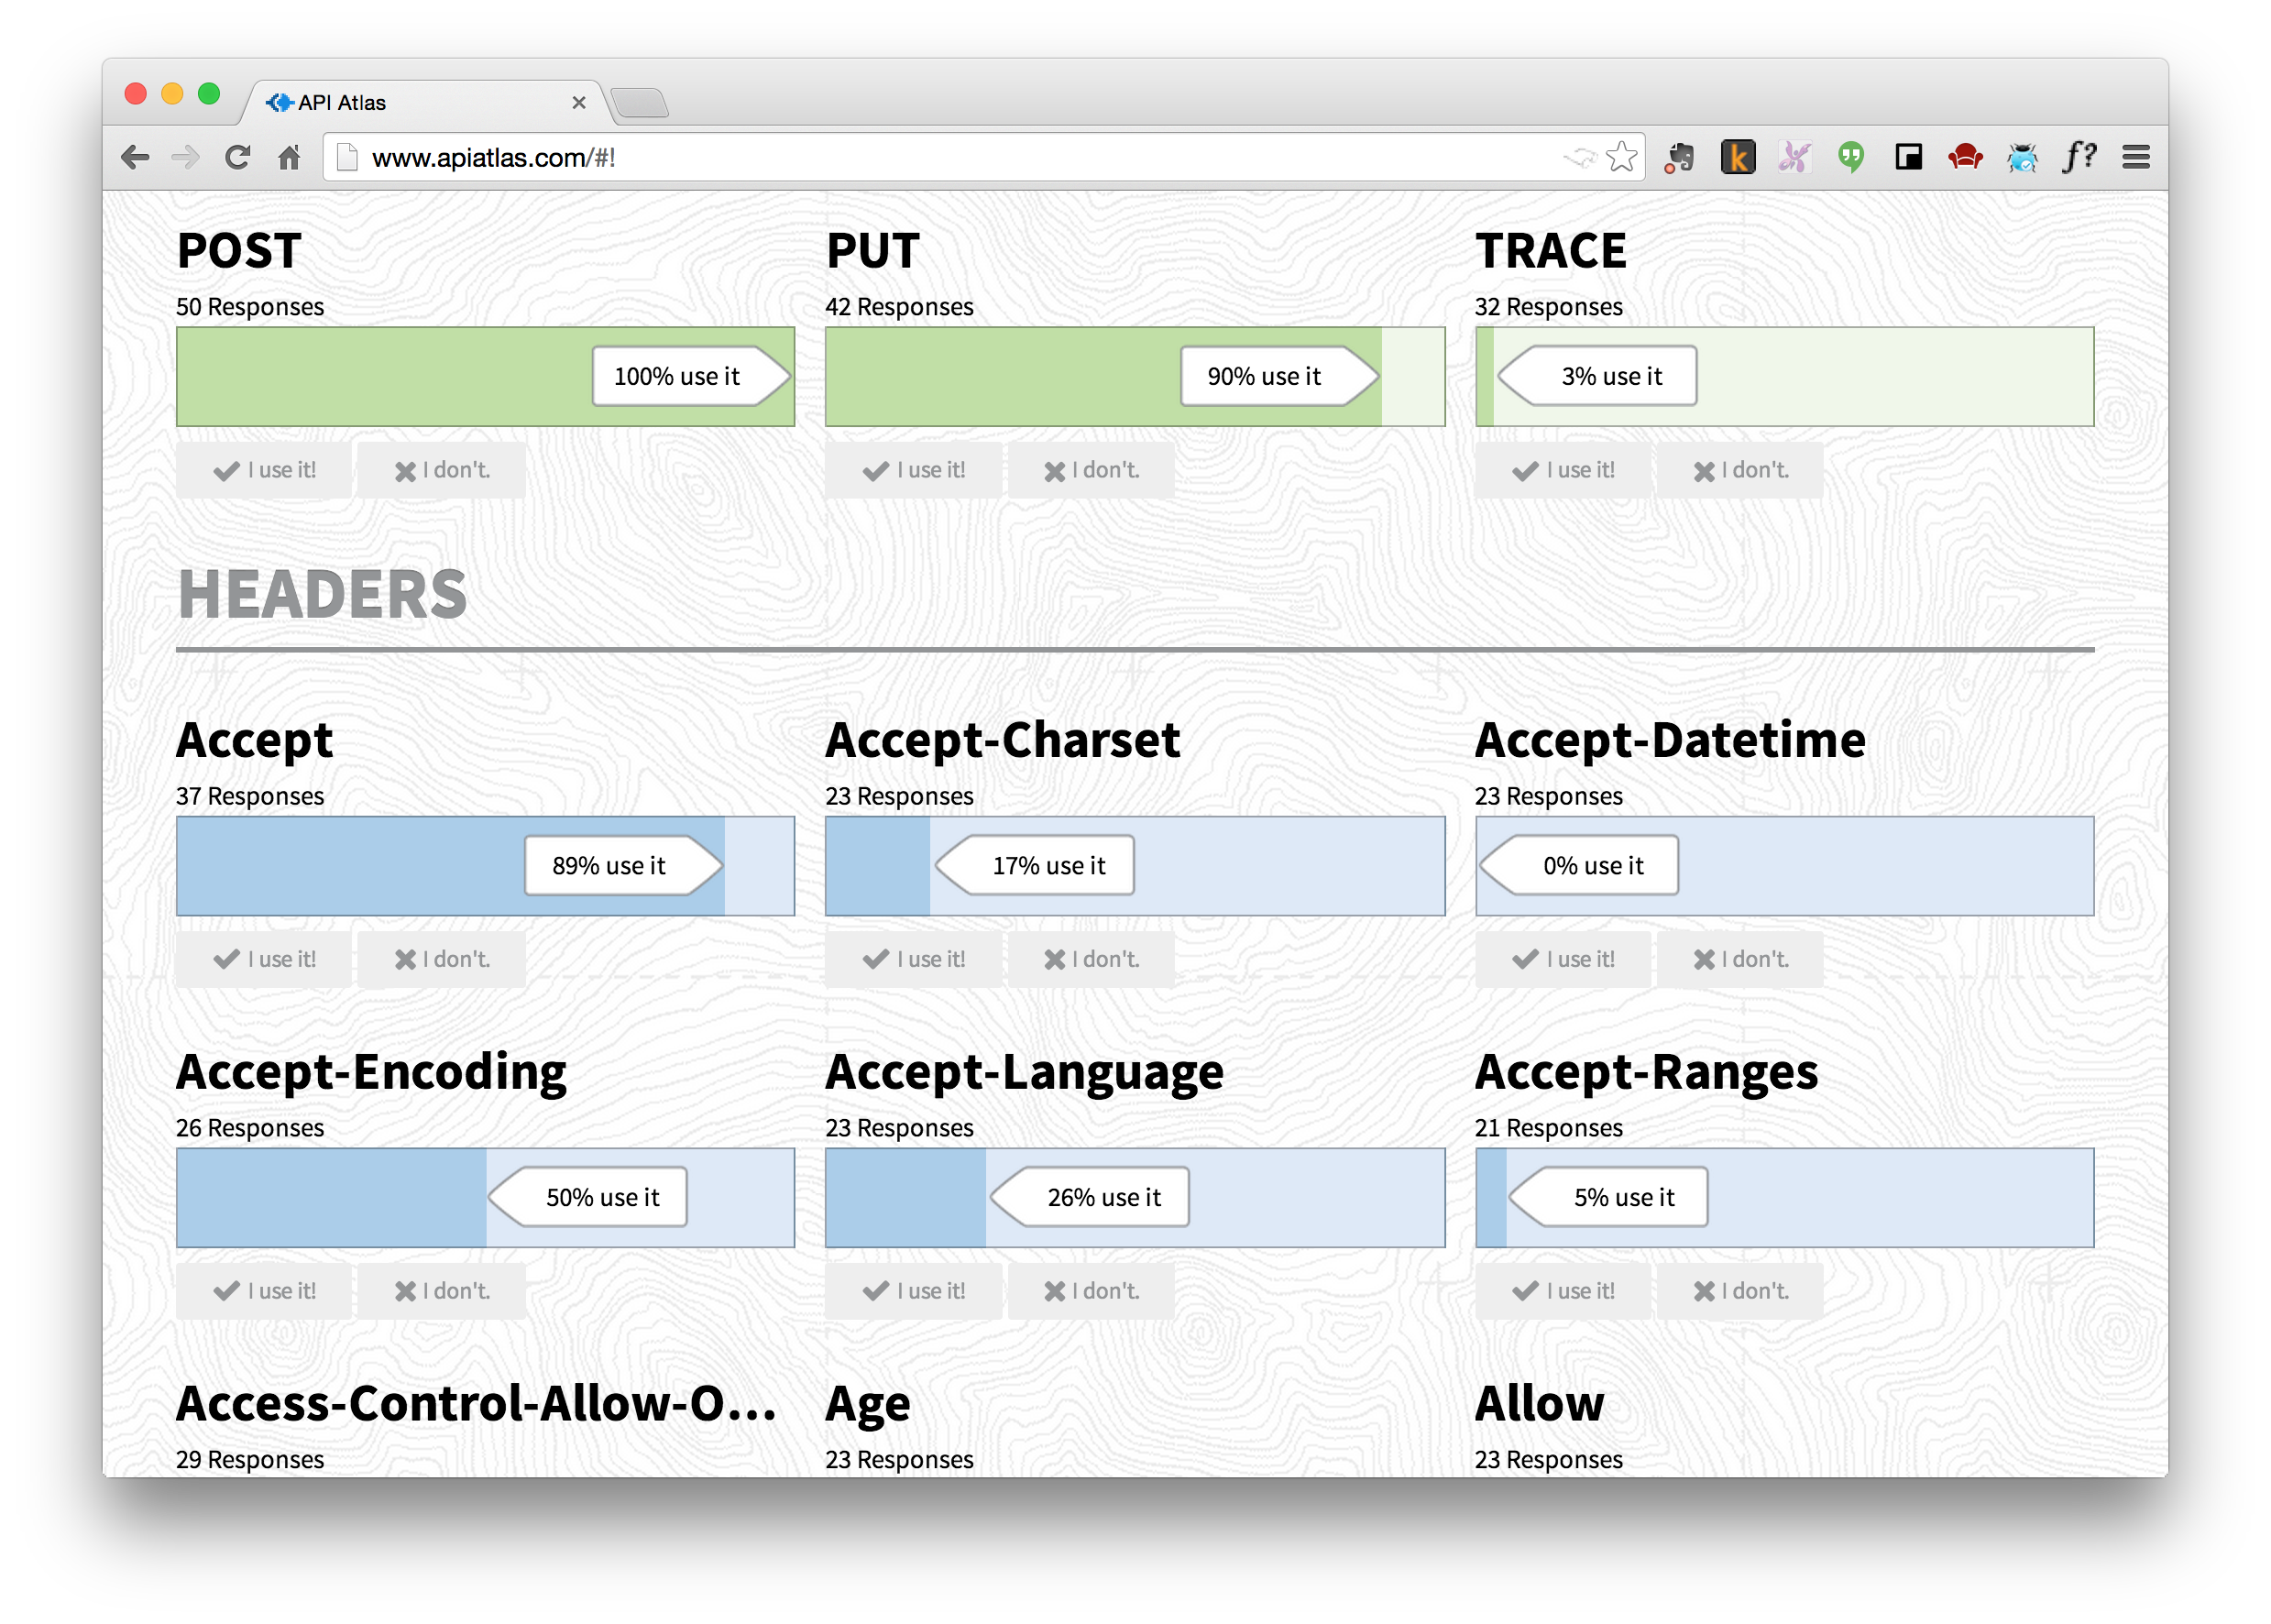 API Atlas
www.apiatlas.com/#!
k
f?
POST
50 Responses
100% use it
I use it! I don't.
PUT
42 Responses
90% use it
I use it! I don't.
TRACE
32 Responses
3% use it
I use it! I don't.
HEADERS
Accept
37 Responses
89% use it
I use it! I don't.
Accept-Charset
23 Responses
17% use it
I use it! I don't.
Accept-Datetime
23 Responses
0% use it
I use it! I don't.
Accept-Encoding
26 Responses
50% use it
I use it! I don't.
Accept-Language
23 Responses
26% use it
I use it! I don't.
Accept-Ranges
21 Responses
5% use it
I use it! I don't.
Access-Control-Allow-O...
29 Responses
Age
23 Responses
Allow
23 Responses